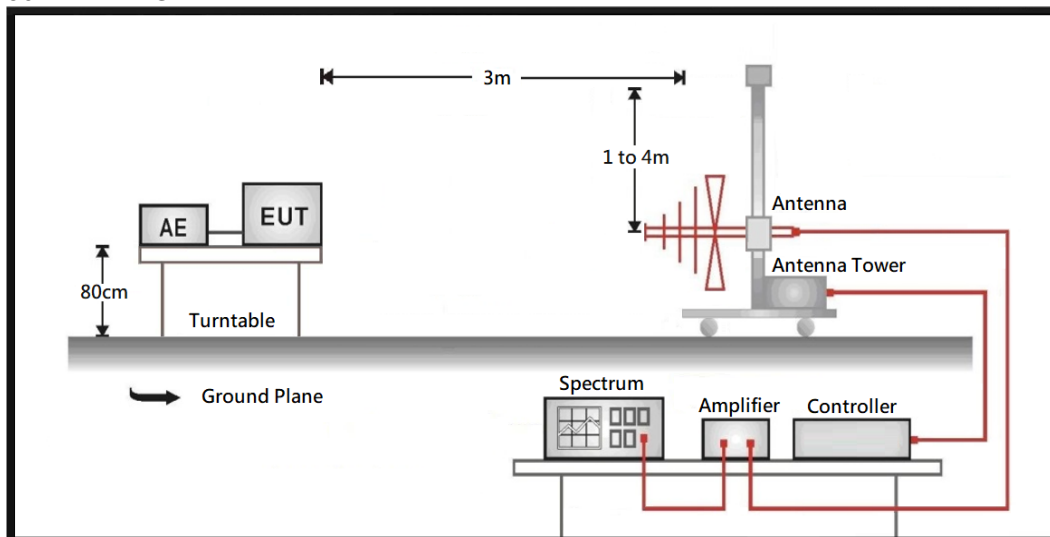 3m
1 to 4m
Antenna
AE
EUT
Antenna Tower
80cm
Turntable
Ground Plane
Spectrum
Amplifier
Controller